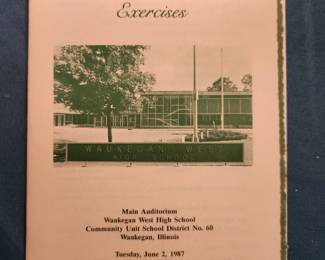 Exercises
WAUKEGAN WEST
HIGH SCHOOL
Main Auditorium
Waukegan West High School
Community Unit School District No. 60
Waukegan, Illinois
Tuesday, June 2, 1987